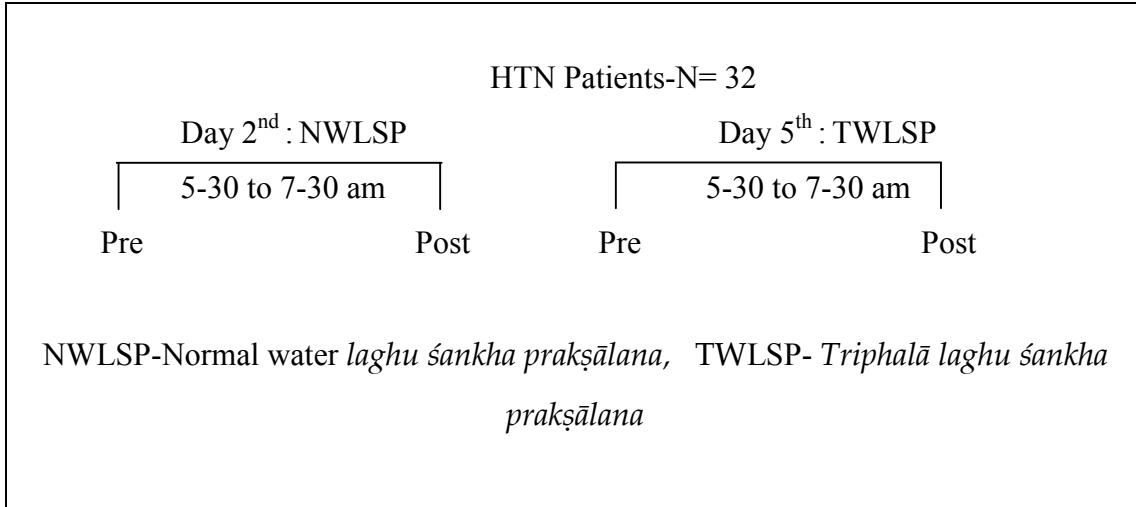 HTN Patients-N= 32
Day 2nd : NWLSP Day 5th : TWLSP
5-30 to 7-30 am 5-30 to 7-30 am
Pre Post Pre Post
NWLSP-Normal water laghu śankha prakṣālana, TWLSP- Triphalā laghu śankha
prakṣālana